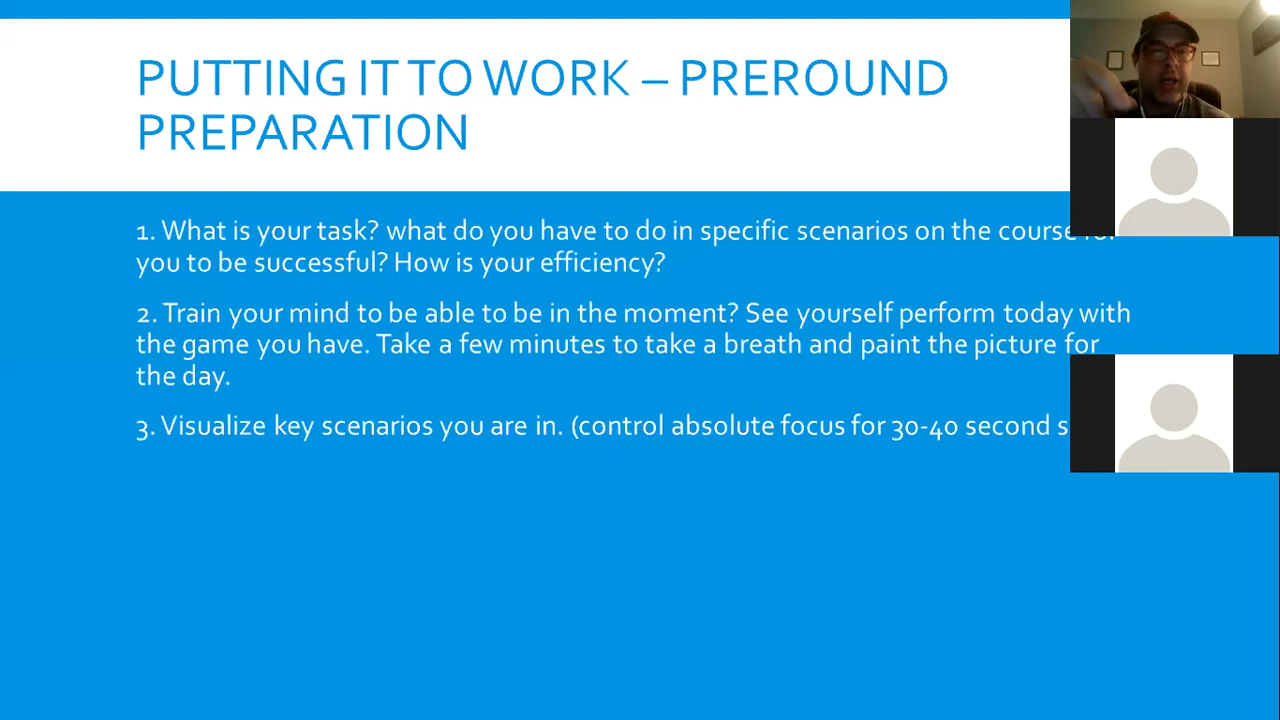 PUTTING IT TO WORK – PREROUND
PREPARATION
1. What is your task? what do you have to do in specific scenarios on the course for
you to be successful? How is your efficiency?
2. Train your mind to be able to be in the moment? See yourself perform today with
the game you have. Take a few minutes to take a breath and paint the picture for
the day.
3. Visualize key scenarios you are in. (control absolute focus for 30-40 second